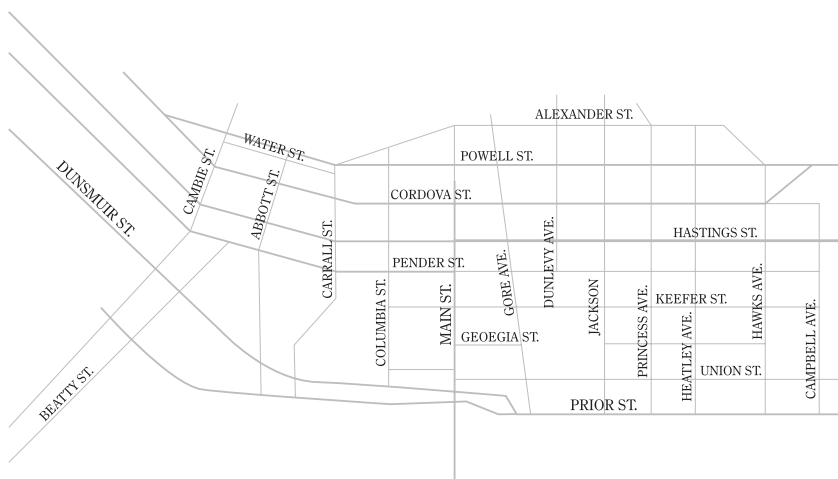 ALEXANDER ST.
WATER ST.
POWELL ST.
CAMBIE ST.
DUNSMUIR ST.
ABBOTT ST.
CORDOVA ST.
CARRALL ST.
HASTINGS ST.
PENDER ST.
GORE AVE.
DUNLEVY AVE.
COLUMBIA ST.
MAIN ST.
JACKSON
PRINCESS AVE.
KEEFER ST.
HAWKS AVE.
GEOEGIA ST.
HEATLEY AVE.
CAMPBELL AVE.
UNION ST.
BEATTY ST.
PRIOR ST.